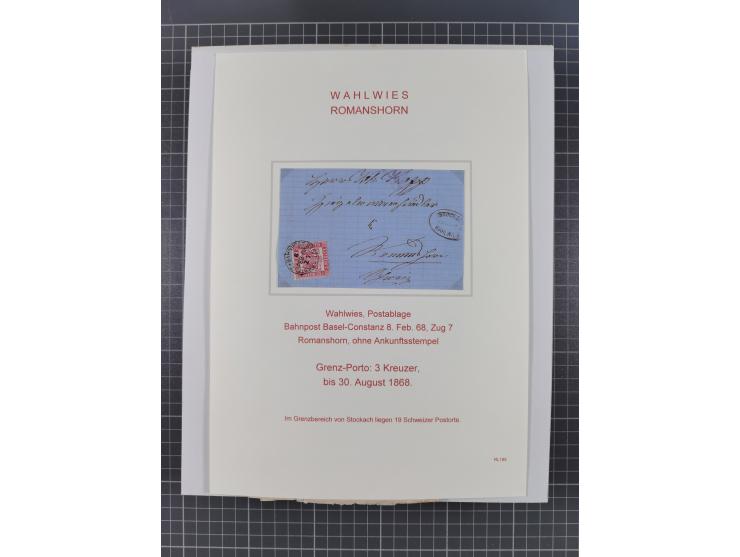 WAHLWIES
ROMANSHORN
Wahlwies, Postablage
Bahnpost Basel-Constanz 8. Feb. 68, Zug 7
Romanshorn, ohne Ankunftsstempel
Grenz-Porto: 3 Kreuzer,
bis 30. August 1868.
Im Grenzbereich von Stockach liegen 19 Schweizer Postorte.